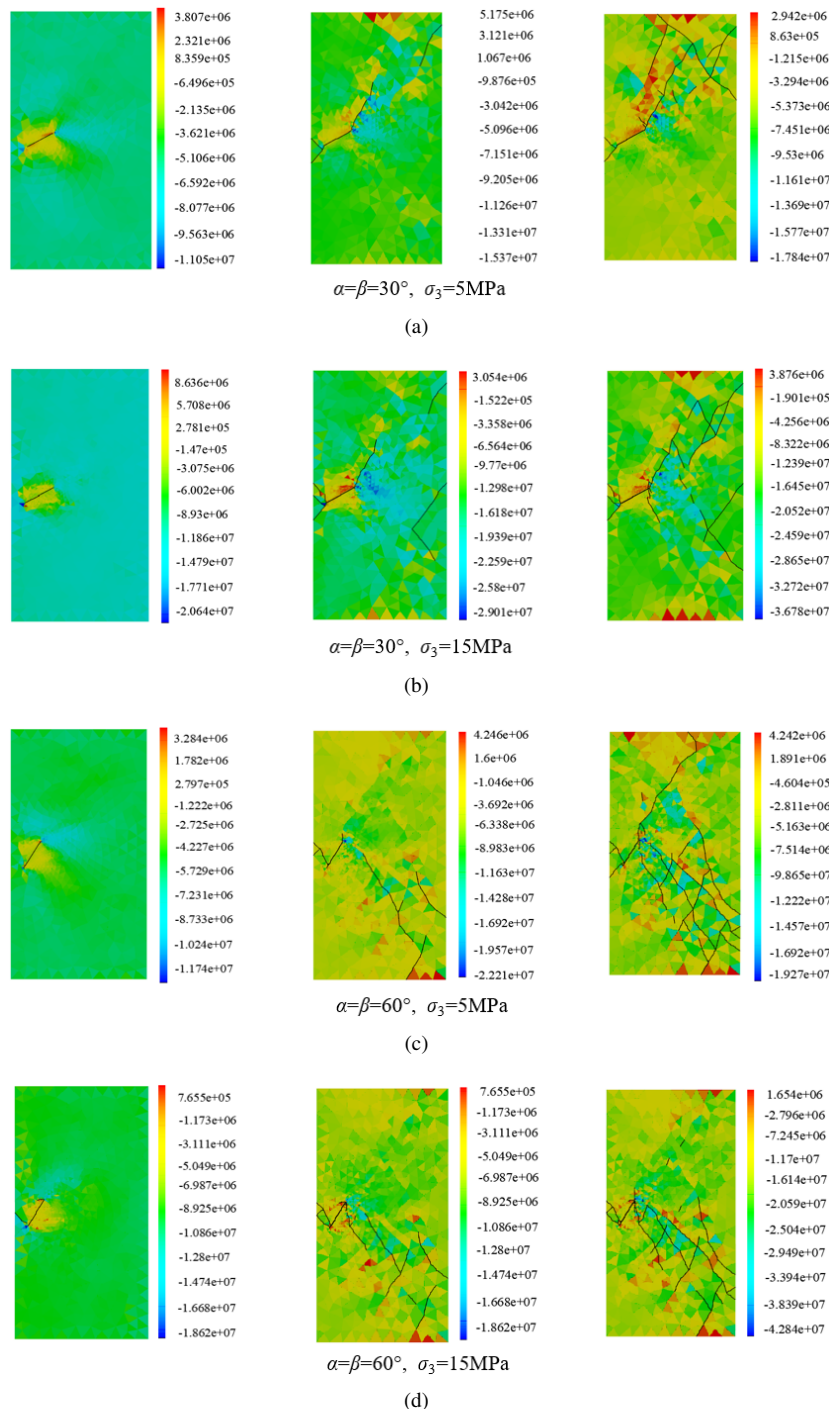 3.807e+06
2.321e+06
8.359e+05
-6.496e+05
-2.135e+06
-3.621e+06
-5.106e+06
-6.592e+06
-8.077e+06
-9.563e+06
-1.105e+07
5.175e+06
3.121e+06
1.067e+06
-9.876e+05
-3.042e+06
-5.096e+06
-7.151e+06
-9.205e+06
-1.126e+07
-1.331e+07
-1.537e+07
2.942e+06
8.63e+05
-1.215e+06
-3.294e+06
-5.373e+06
-7.451e+06
-9.53e+06
-1.161e+07
-1.369e+07
-1.577e+07
-1.784e+07
α=β=30°, σ₃=5MPa
(a)
8.636e+06
5.708e+06
2.781e+06
-1.47e+05
-3.075e+06
-6.002e+06
-8.93e+06
-1.186e+07
-1.479e+07
-1.771e+07
-2.064e+07
3.054e+06
-1.522e+05
-3.358e+06
-6.564e+06
-9.77e+06
-1.298e+07
-1.618e+07
-1.939e+07
-2.259e+07
-2.58e+07
-2.901e+07
3.876e+06
-1.901e+05
-4.256e+06
-8.322e+06
-1.239e+07
-1.645e+07
-2.052e+07
-2.459e+07
-2.865e+07
-3.272e+07
-3.678e+07
α=β=30°, σ₃=15MPa
(b)
3.284e+06
1.782e+06
2.797e+05
-1.222e+06
-2.725e+06
-4.227e+06
-5.729e+06
-7.231e+06
-8.733e+06
-1.024e+07
-1.174e+07
4.246e+06
1.6e+06
-1.046e+06
-3.692e+06
-6.338e+06
-8.983e+06
-1.163e+07
-1.428e+07
-1.692e+07
-1.957e+07
-2.221e+07
4.242e+06
1.891e+06
-4.604e+05
-2.811e+06
-5.163e+06
-7.514e+06
-9.865e+06
-1.222e+07
-1.457e+07
-1.692e+07
-1.927e+07
α=β=60°, σ₃=5MPa
(c)
7.655e+05
-1.173e+06
-3.111e+06
-5.049e+06
-6.987e+06
-8.925e+06
-1.086e+07
-1.28e+07
-1.474e+07
-1.668e+07
-1.862e+07
7.655e+05
-1.173e+06
-3.111e+06
-5.049e+06
-6.987e+06
-8.925e+06
-1.086e+07
-1.28e+07
-1.474e+07
-1.668e+07
-1.862e+07
1.654e+06
-2.796e+06
-7.245e+06
-1.17e+07
-1.614e+07
-2.059e+07
-2.504e+07
-2.949e+07
-3.394e+07
-3.839e+07
-4.284e+07
α=β=60°, σ₃=15MPa
(d)